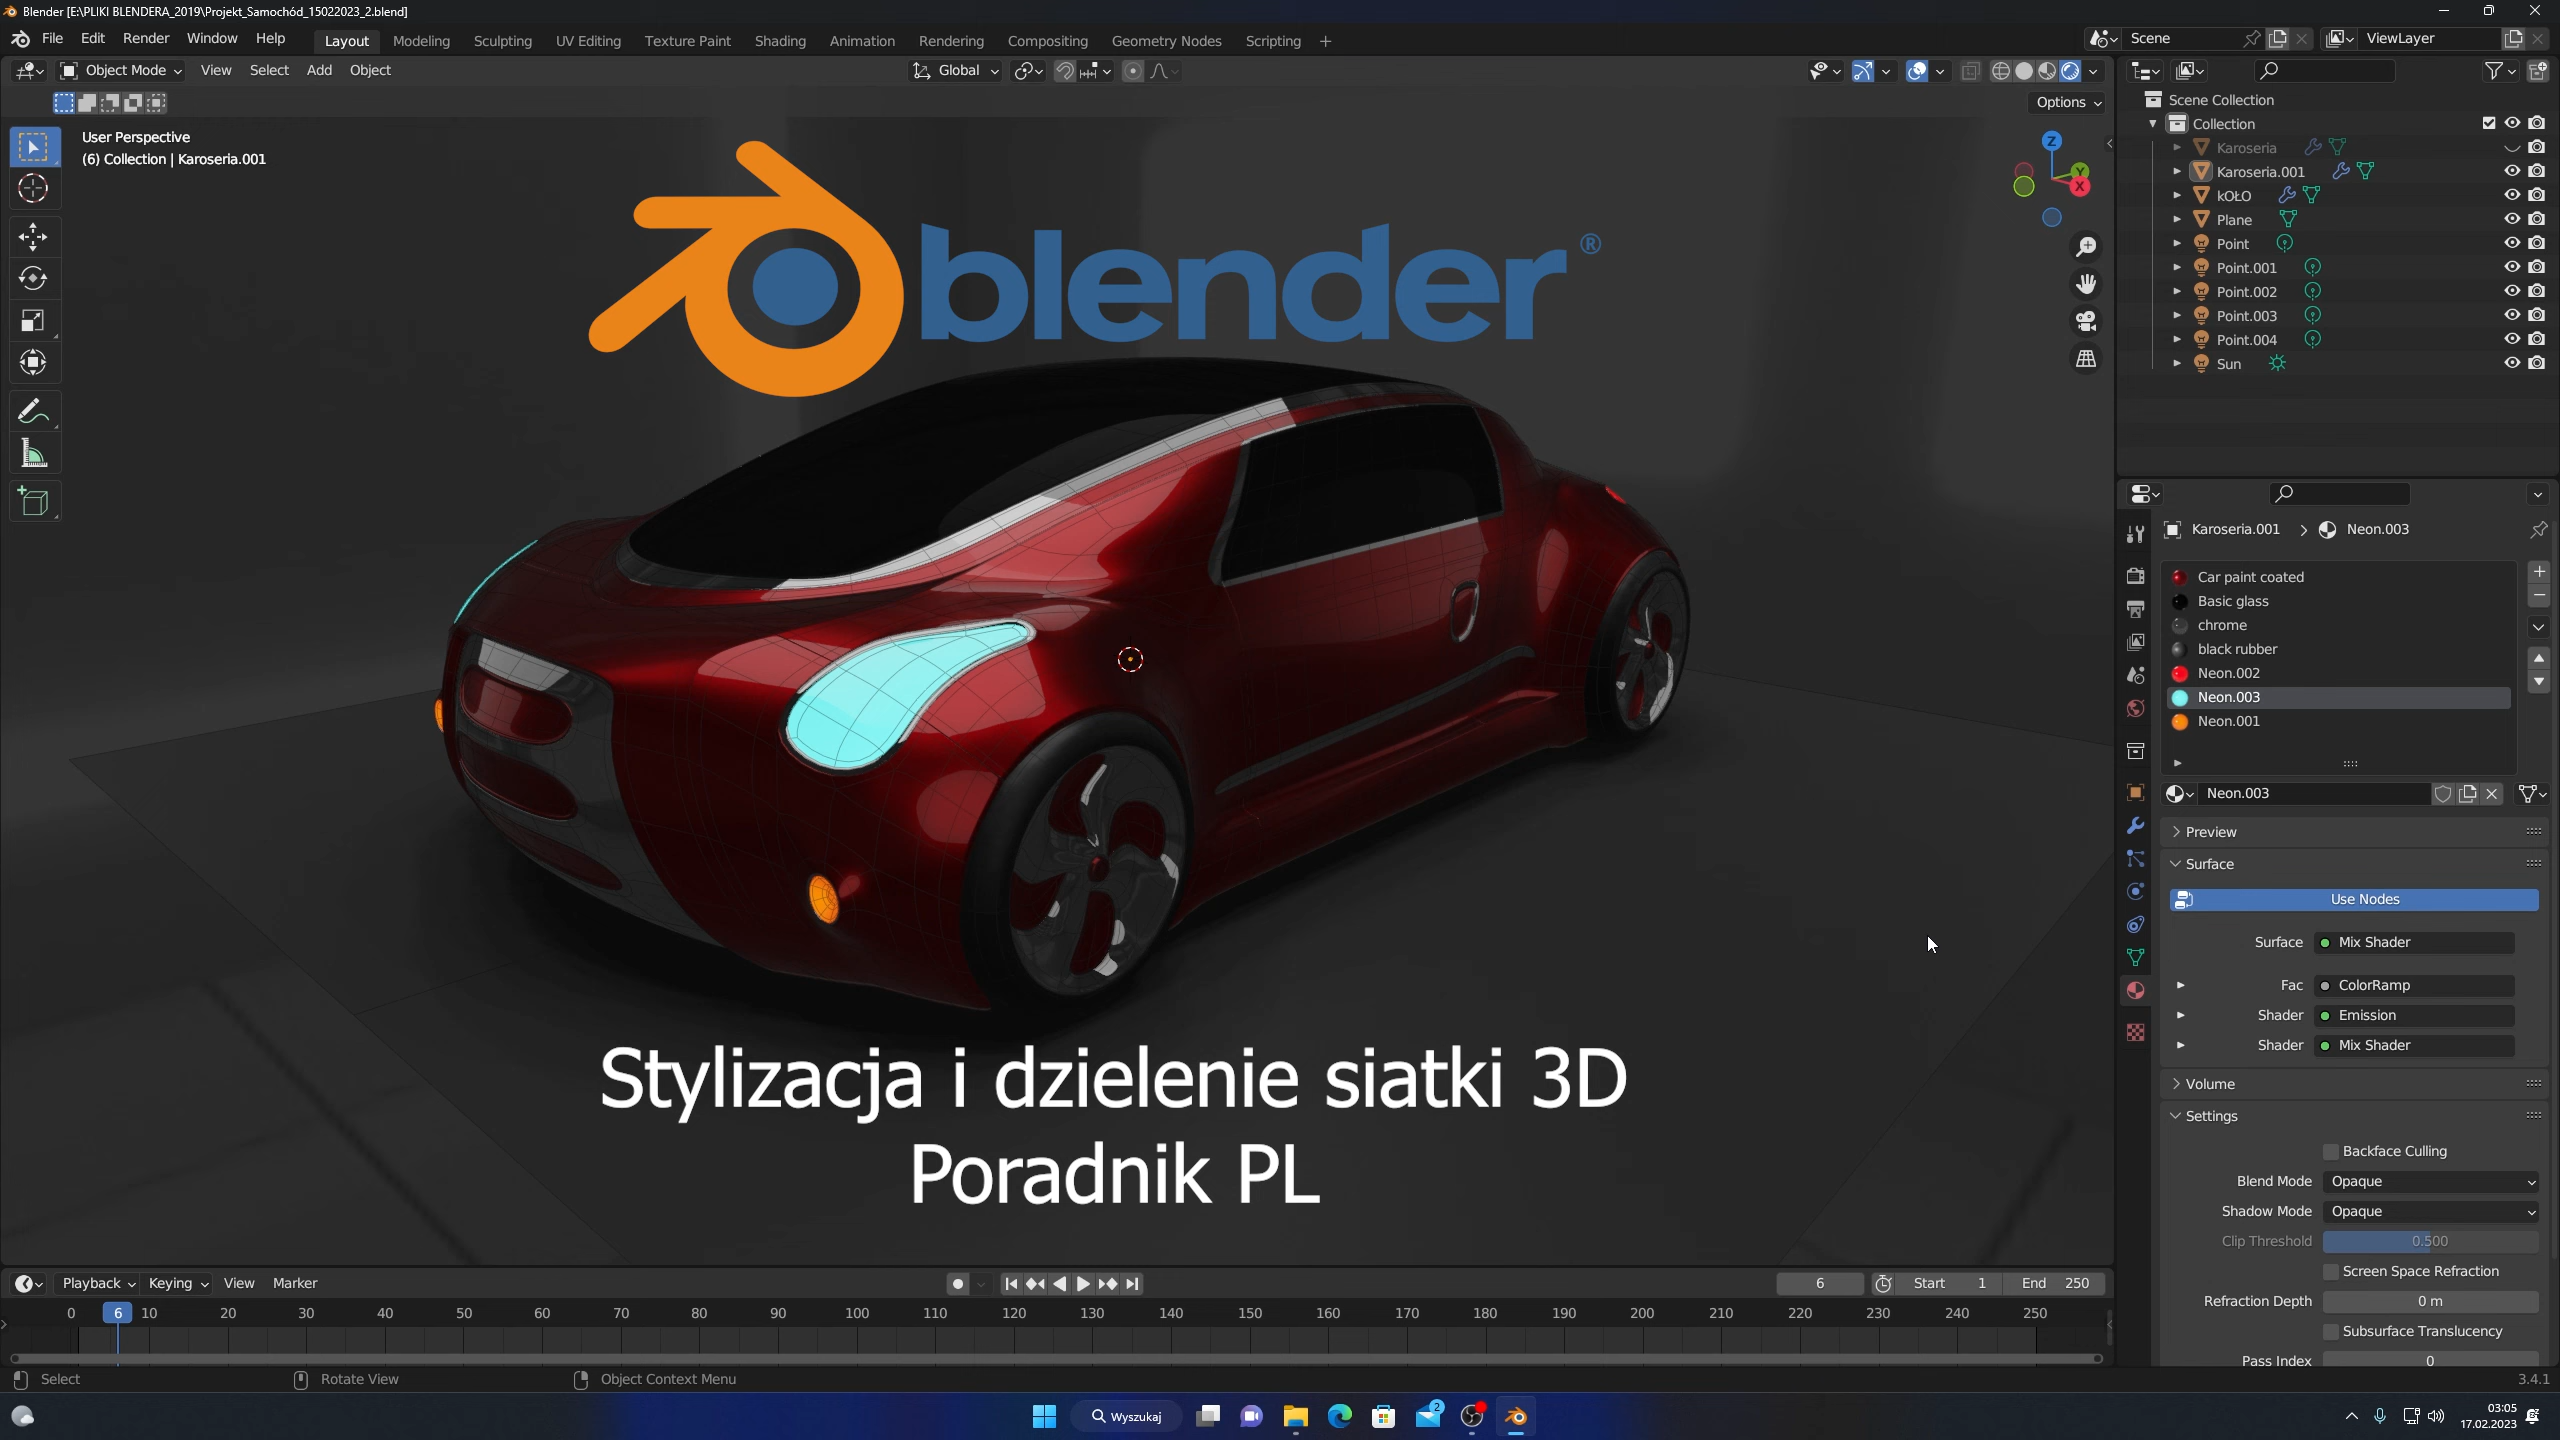 Blender [E:\PLIKI BLENDERA_2019\Projekt_Samochód_15022023_2.blend]
File Edit Render Window Help Layout Modeling Sculpting UV Editing Texture Paint Shading Animation Rendering Compositing Geometry Nodes Scripting + Scene ViewLayer
Object Mode View Select Add Object Global
Options
User Perspective
(6) Collection | Karoseria.001
Z
Y
X
blender®
Stylizacja i dzielenie siatki 3D
Poradnik PL
Scene Collection
Collection
Karoseria
Karoseria.001
kOŁO
Plane
Point
Point.001
Point.002
Point.003
Point.004
Sun
Karoseria.001 > Neon.003
Car paint coated
Basic glass
chrome
black rubber
Neon.002
Neon.003
Neon.001
Neon.003
Preview
Surface
Use Nodes
Surface Mix Shader
Fac ColorRamp
Shader Emission
Shader Mix Shader
Volume
Settings
Backface Culling
Blend Mode Opaque
Shadow Mode Opaque
Clip Threshold 0.500
Screen Space Refraction
Refraction Depth 0 m
Subsurface Translucency
Pass Index 0
Playback Keying View Marker 6 Start 1 End 250
0 6 10 20 30 40 50 60 70 80 90 100 110 120 130 140 150 160 170 180 190 200 210 220 230 240 250
Select Rotate View Object Context Menu 3.4.1
Wyszukaj 2 03:05
17.02.2023